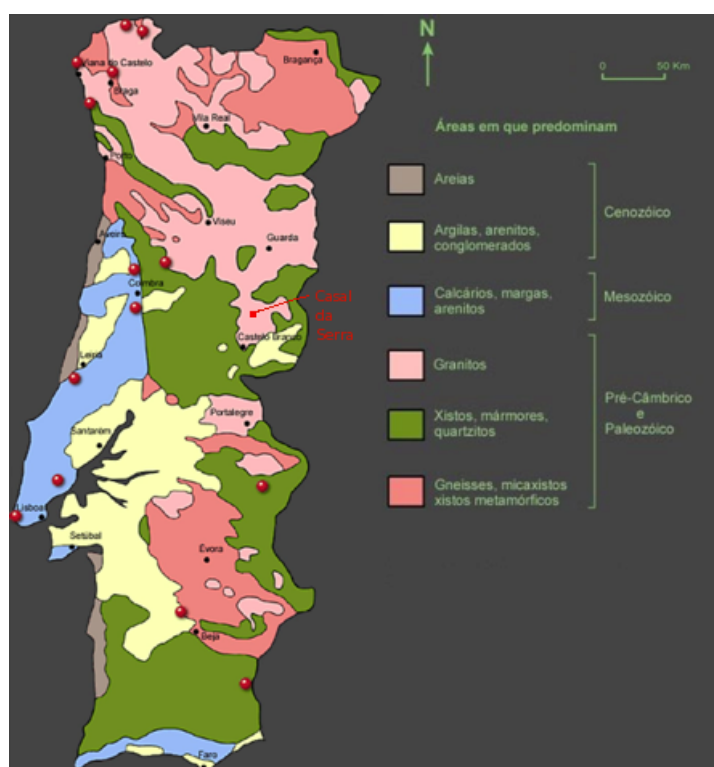 Viana do Castelo
Braga
Bragança
Vila Real
Porto
Viseu
Aveiro
Guarda
Coimbra
Casal
da
Serra
Castelo Branco
Leiria
Portalegre
Santarém
Lisboa
Setúbal
Évora
Beja
Faro
N
0 50 Km
Áreas em que predominam
Areias
Cenozóico
Argilas, arenitos,
conglomerados
Calcários, margas,
arenitos
Mesozóico
Granitos
Pré-Câmbrico
e
Paleozóico
Xistos, mármores,
quartzitos
Gneisses, micaxistos
xistos metamórficos